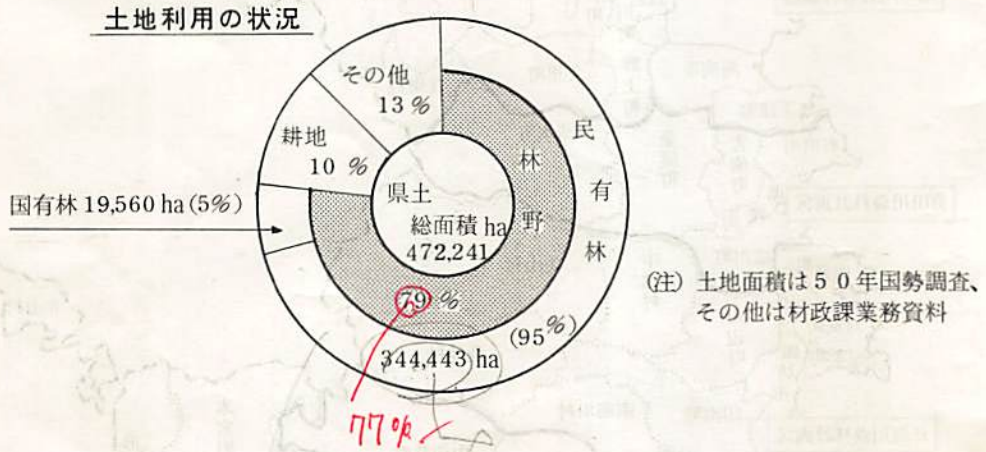 土地利用の状況
その他
13%
耕地
10%
国有林 19,560 ha (5%)
県土
総面積 ha
472,241
林野
79%
民有林
(95%)
344,443 ha
77%
(注) 土地面積は50年国勢調査、
その他は材政課業務資料